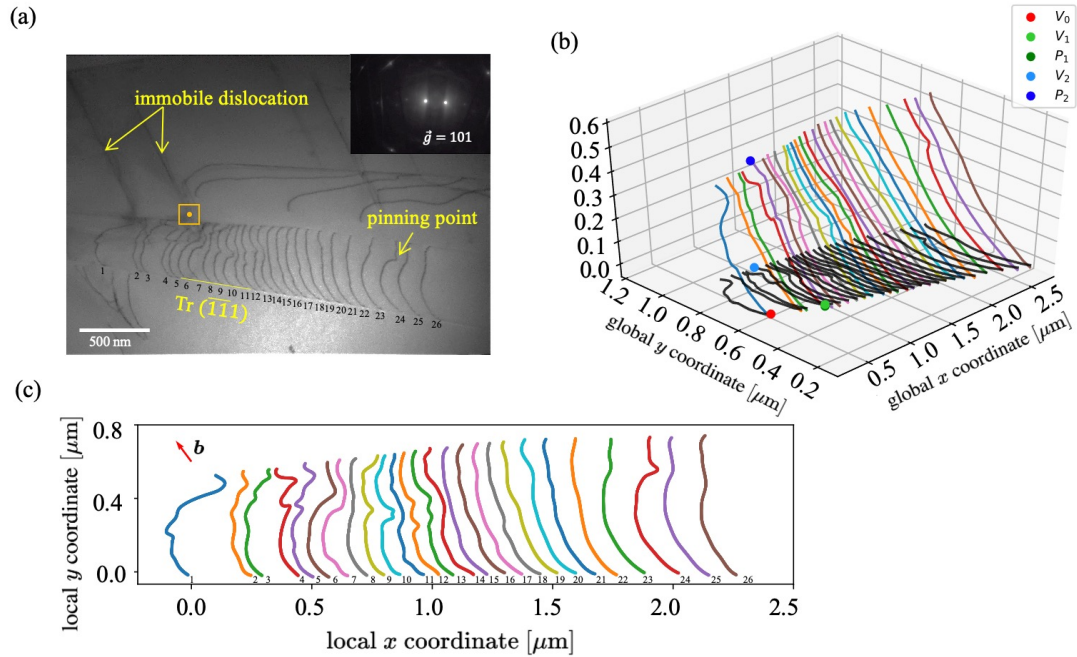 (a)
immobile dislocation
g⃗ = 101
pinning point
1 2 3 4 5 6 7 8 9 10 11 12 13 14 15 16 17 18 19 20 21 22 23 24 25 26
Tr (1̅11)
500 nm
(b)
V₀
V₁
P₁
V₂
P₂
0.6
0.5
0.4
0.3
0.2
0.1
0.0
1.2 1.0 0.8 0.6 0.4 0.2
global y coordinate [μm]
0.5 1.0 1.5 2.0 2.5
global x coordinate [μm]
(c)
local y coordinate [μm]
0.8
0.4
0.0
b
1 2 3 4 5 6 7 8 9 10 11 12 13 14 15 16 17 18 19 20 21 22 23 24 25 26
0.0 0.5 1.0 1.5 2.0 2.5
local x coordinate [μm]